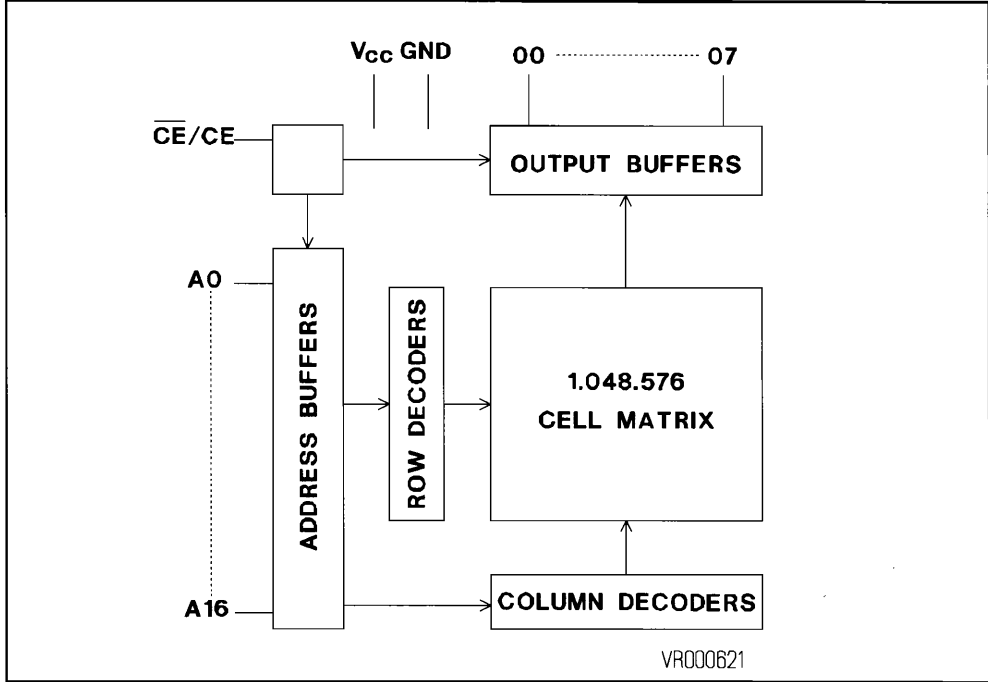 Vcc GND
00 07
C̅E̅/CE
OUTPUT BUFFERS
A0
ADDRESS BUFFERS
ROW DECODERS
1.048.576
CELL MATRIX
A16
COLUMN DECODERS
VR000621